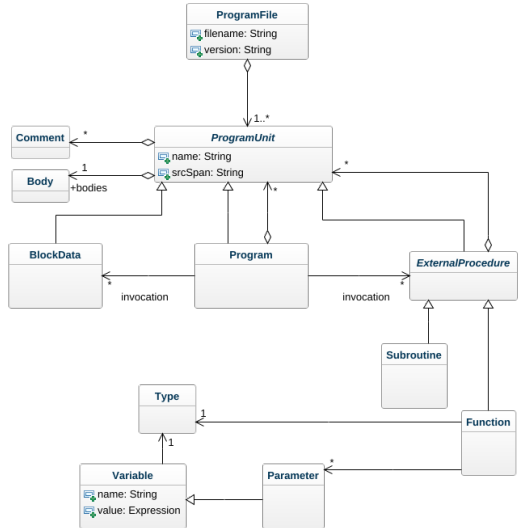 ProgramFile
filename: String
version: String
1..*
Comment
*
ProgramUnit
name: String
srcSpan: String
*
Body
1
+bodies
*
BlockData
Program
ExternalProcedure
*
invocation
invocation
*
Subroutine
Type
1
Function
1
*
Variable
name: String
value: Expression
Parameter